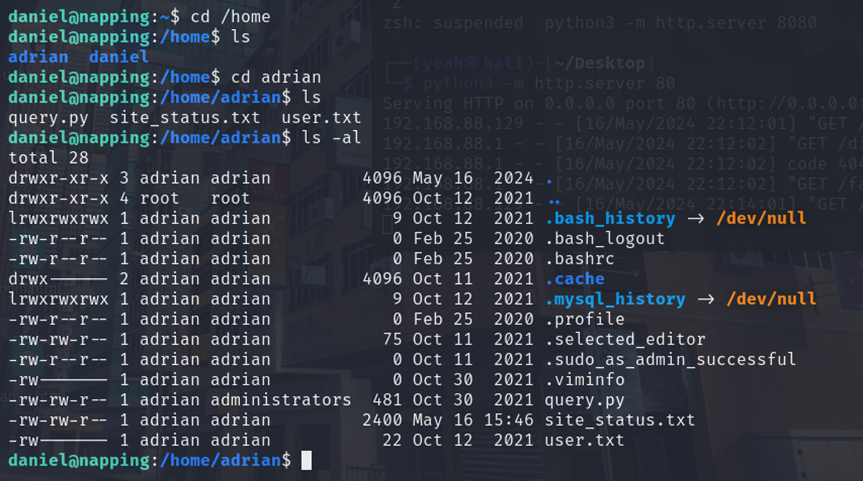 daniel@napping:~$ cd /home
daniel@napping:/home$ ls
adrian  daniel
daniel@napping:/home$ cd adrian
daniel@napping:/home/adrian$ ls
query.py  site_status.txt  user.txt
daniel@napping:/home/adrian$ ls -al
total 28
drwxr-xr-x 3 adrian adrian         4096 May 16  2024 .
drwxr-xr-x 4 root   root           4096 Oct 12  2021 ..
lrwxrwxrwx 1 adrian adrian            9 Oct 12  2021 .bash_history -> /dev/null
-rw-r--r-- 1 adrian adrian            0 Feb 25  2020 .bash_logout
-rw-r--r-- 1 adrian adrian            0 Feb 25  2020 .bashrc
drwx------ 2 adrian adrian         4096 Oct 11  2021 .cache
lrwxrwxrwx 1 adrian adrian            9 Oct 12  2021 .mysql_history -> /dev/null
-rw-r--r-- 1 adrian adrian            0 Feb 25  2020 .profile
-rw-rw-r-- 1 adrian adrian           75 Oct 11  2021 .selected_editor
-rw-r--r-- 1 adrian adrian            0 Oct 11  2021 .sudo_as_admin_successful
-rw------- 1 adrian adrian            0 Oct 30  2021 .viminfo
-rw-rw-r-- 1 adrian administrators  481 Oct 30  2021 query.py
-rw-rw-r-- 1 adrian adrian         2400 May 16 15:46 site_status.txt
-rw------- 1 adrian adrian           22 Oct 12  2021 user.txt
daniel@napping:/home/adrian$
zsh: suspended  python3 -m http.server 8080
(yeah㉿kali)-[~/Desktop]
$ python3 -m http.server 80
Serving HTTP on 0.0.0.0 port 80 (http://0.0.0.0
192.168.88.129 - - [16/May/2024 22:12:01] "GET /
192.168.88.1 - - [16/May/2024 22:12:02] "GET
192.168.88.1 - - [16/May/2024 22:12:02] code 40
[16/May/2024 22:12:02] "GET
[16/May/2024 22:14:01] "GET